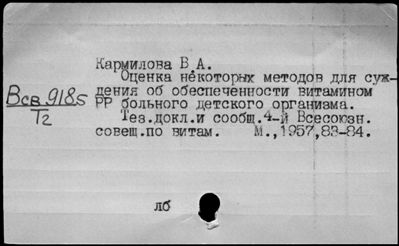 Кармилова В А.
Оценка некоторых методов для суж-
дения об обеспеченности витамином
РР больного детского организма.
Тез.докл.и сообщ.4-й Всесоюзн.
совещ.по витам. М.,1957,83-84.
Всв 9185
Т2
лб